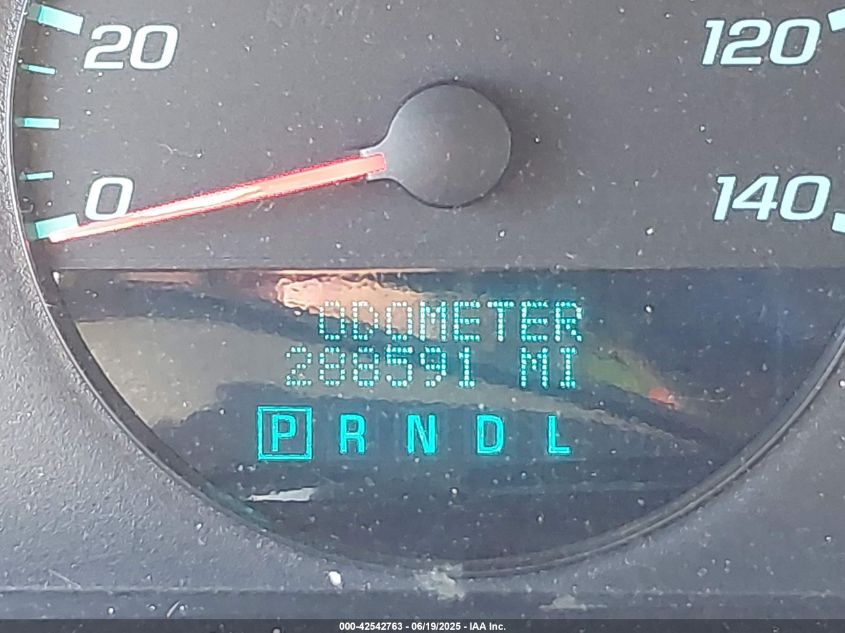 20
120
0
140
ODOMETER
288591 MI
P R N D L
000-42542763 - 06/19/2025 - IAA Inc.